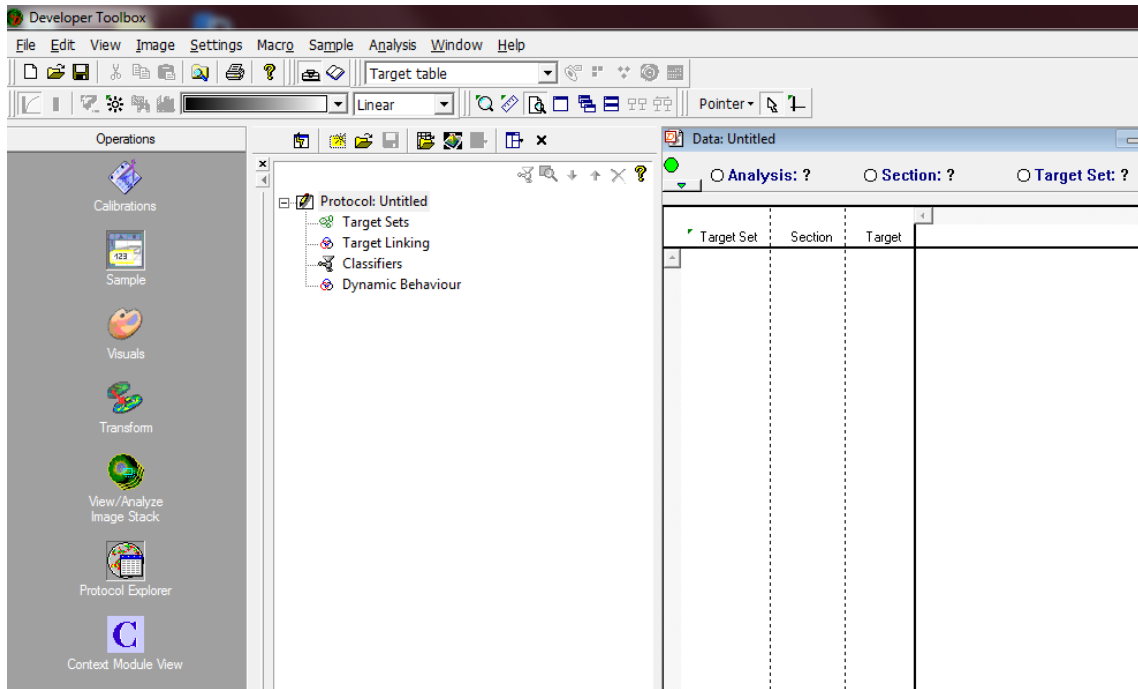 Developer Toolbox
File Edit View Image Settings Macro Sample Analysis Window Help
Target table
Linear
Pointer
Operations
Calibrations
123
Sample
Visuals
Transform
View/Analyze
Image Stack
Protocol Explorer
C
Context Module View
Protocol: Untitled
Target Sets
Target Linking
Classifiers
Dynamic Behaviour
Data: Untitled
Analysis: ? Section: ? Target Set: ?
Target Set Section Target